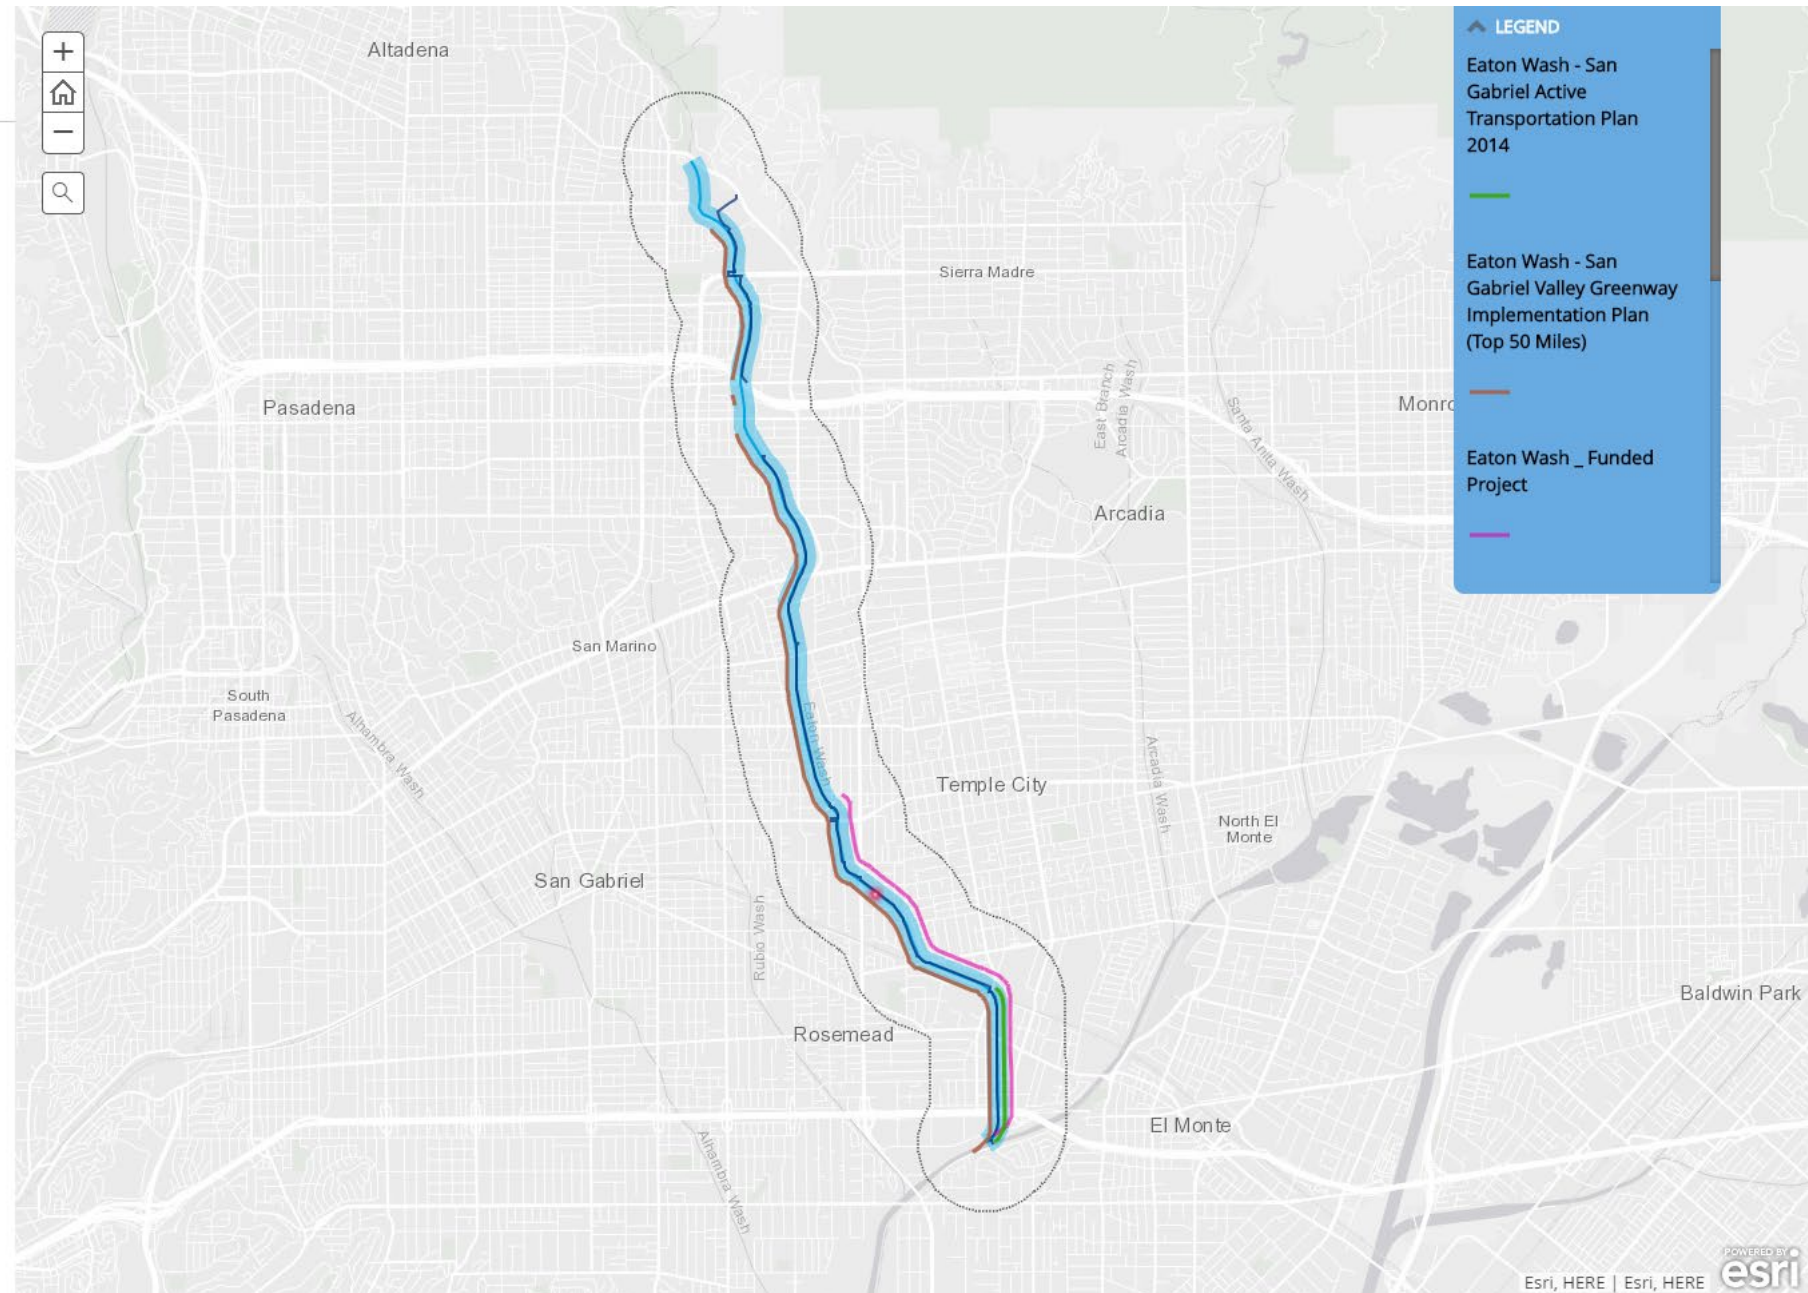 +
−
LEGEND
Eaton Wash - San
Gabriel Active
Transportation Plan
2014
Eaton Wash - San
Gabriel Valley Greenway
Implementation Plan
(Top 50 Miles)
Eaton Wash _ Funded
Project
Altadena
Sierra Madre
Pasadena
Monro
East Branch
Arcadia Wash
Santa Anita Wash
Arcadia
San Marino
South
Pasadena
Alhambra Wash
Eaton Wash
Arcadia Wash
Temple City
North El
Monte
San Gabriel
Rubio Wash
Baldwin Park
Rosemead
El Monte
Alhambra Wash
POWERED BY
esri
Esri, HERE | Esri, HERE